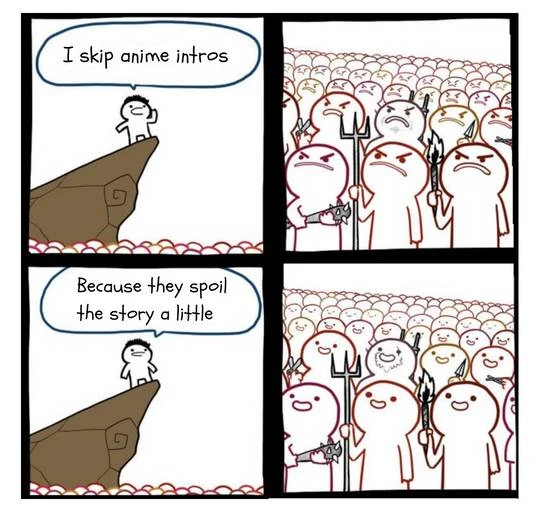 I skip anime intros
Because they spoil
the story a little